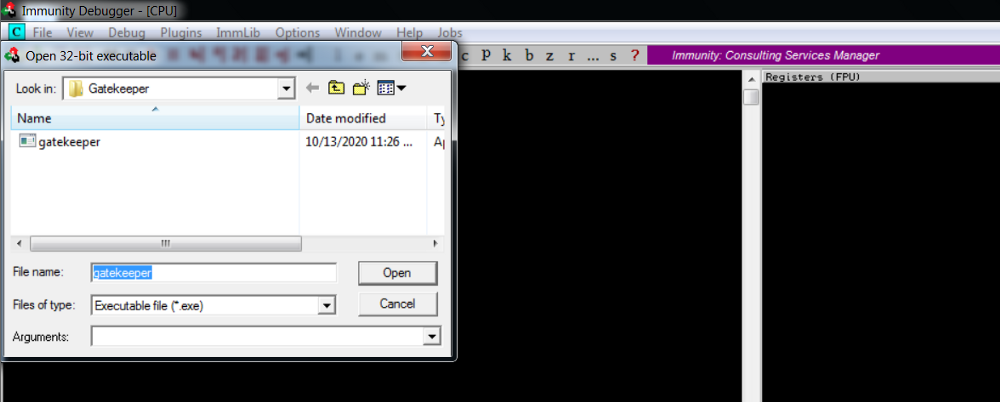 Immunity Debugger - [CPU]
C File View Debug Plugins ImmLib Options Window Help Jobs
Open 32-bit executable
c P k b z r ... s ? Immunity: Consulting Services Manager
Look in: Gatekeeper
Registers (FPU)
Name Date modified Ty
gatekeeper 10/13/2020 11:26 ... A
File name: gatekeeper Open
Files of type: Executable file (*.exe) Cancel
Arguments: